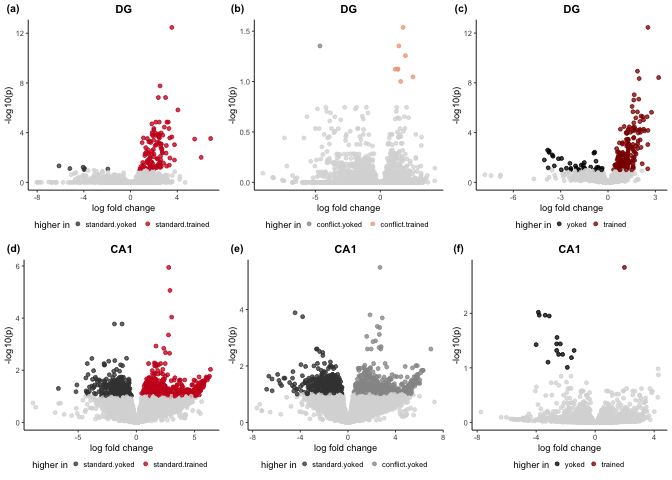 (a) DG
12
8
4
0
-log10(p)
-8 -4 0 4
log fold change
higher in standard.yoked standard.trained
(b) DG
1.5
1.0
0.5
0.0
-log10(p)
-5 0
log fold change
higher in conflict.yoked conflict.trained
(c) DG
12
8
4
0
-log10(p)
-6 -3 0 3
log fold change
higher in yoked trained
(d) CA1
6
4
2
0
-log10(p)
-5 0 5
log fold change
higher in standard.yoked standard.trained
(e) CA1
4
2
0
-log10(p)
-8 -4 0 4 8
log fold change
higher in standard.yoked conflict.yoked
(f) CA1
2
1
0
-log10(p)
-8 -4 0 4
log fold change
higher in yoked trained